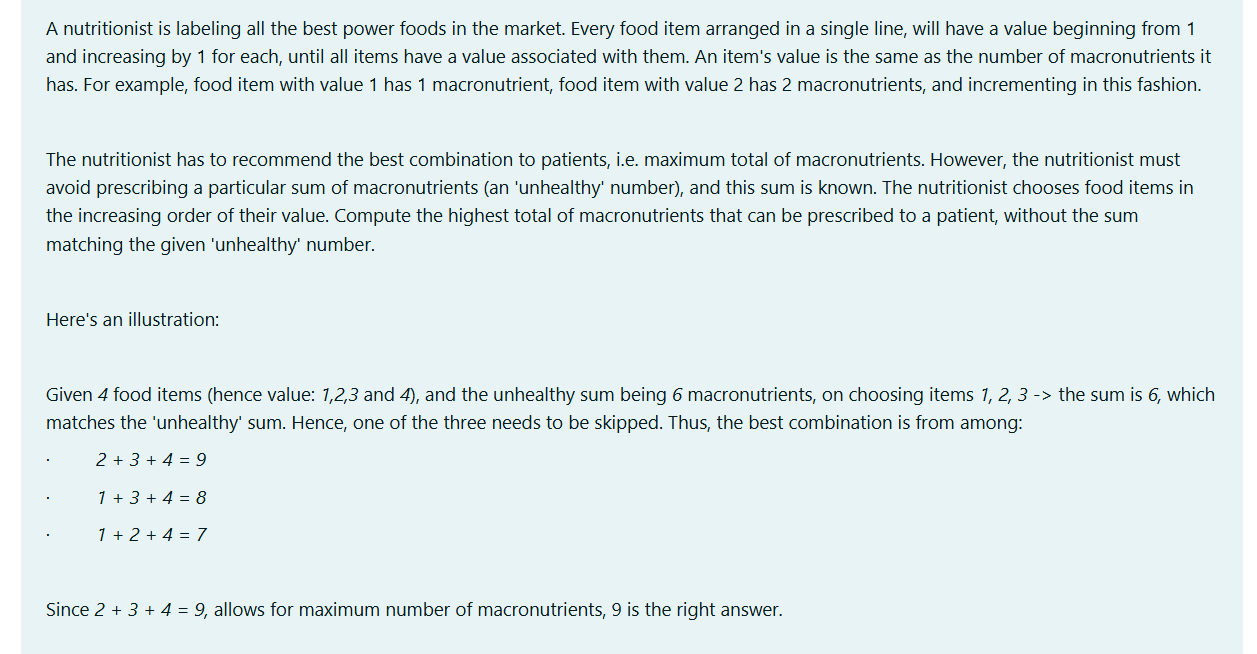 A nutritionist is labeling all the best power foods in the market. Every food item arranged in a single line, will have a value beginning from 1
and increasing by 1 for each, until all items have a value associated with them. An item's value is the same as the number of macronutrients it
has. For example, food item with value 1 has 1 macronutrient, food item with value 2 has 2 macronutrients, and incrementing in this fashion.
The nutritionist has to recommend the best combination to patients, i.e. maximum total of macronutrients. However, the nutritionist must
avoid prescribing a particular sum of macronutrients (an 'unhealthy' number), and this sum is known. The nutritionist chooses food items in
the increasing order of their value. Compute the highest total of macronutrients that can be prescribed to a patient, without the sum
matching the given 'unhealthy' number.
Here's an illustration:
Given 4 food items (hence value: 1,2,3 and 4), and the unhealthy sum being 6 macronutrients, on choosing items 1, 2, 3 -> the sum is 6, which
matches the 'unhealthy' sum. Hence, one of the three needs to be skipped. Thus, the best combination is from among:
· 2 + 3 + 4 = 9
· 1 + 3 + 4 = 8
· 1 + 2 + 4 = 7
Since 2 + 3 + 4 = 9, allows for maximum number of macronutrients, 9 is the right answer.